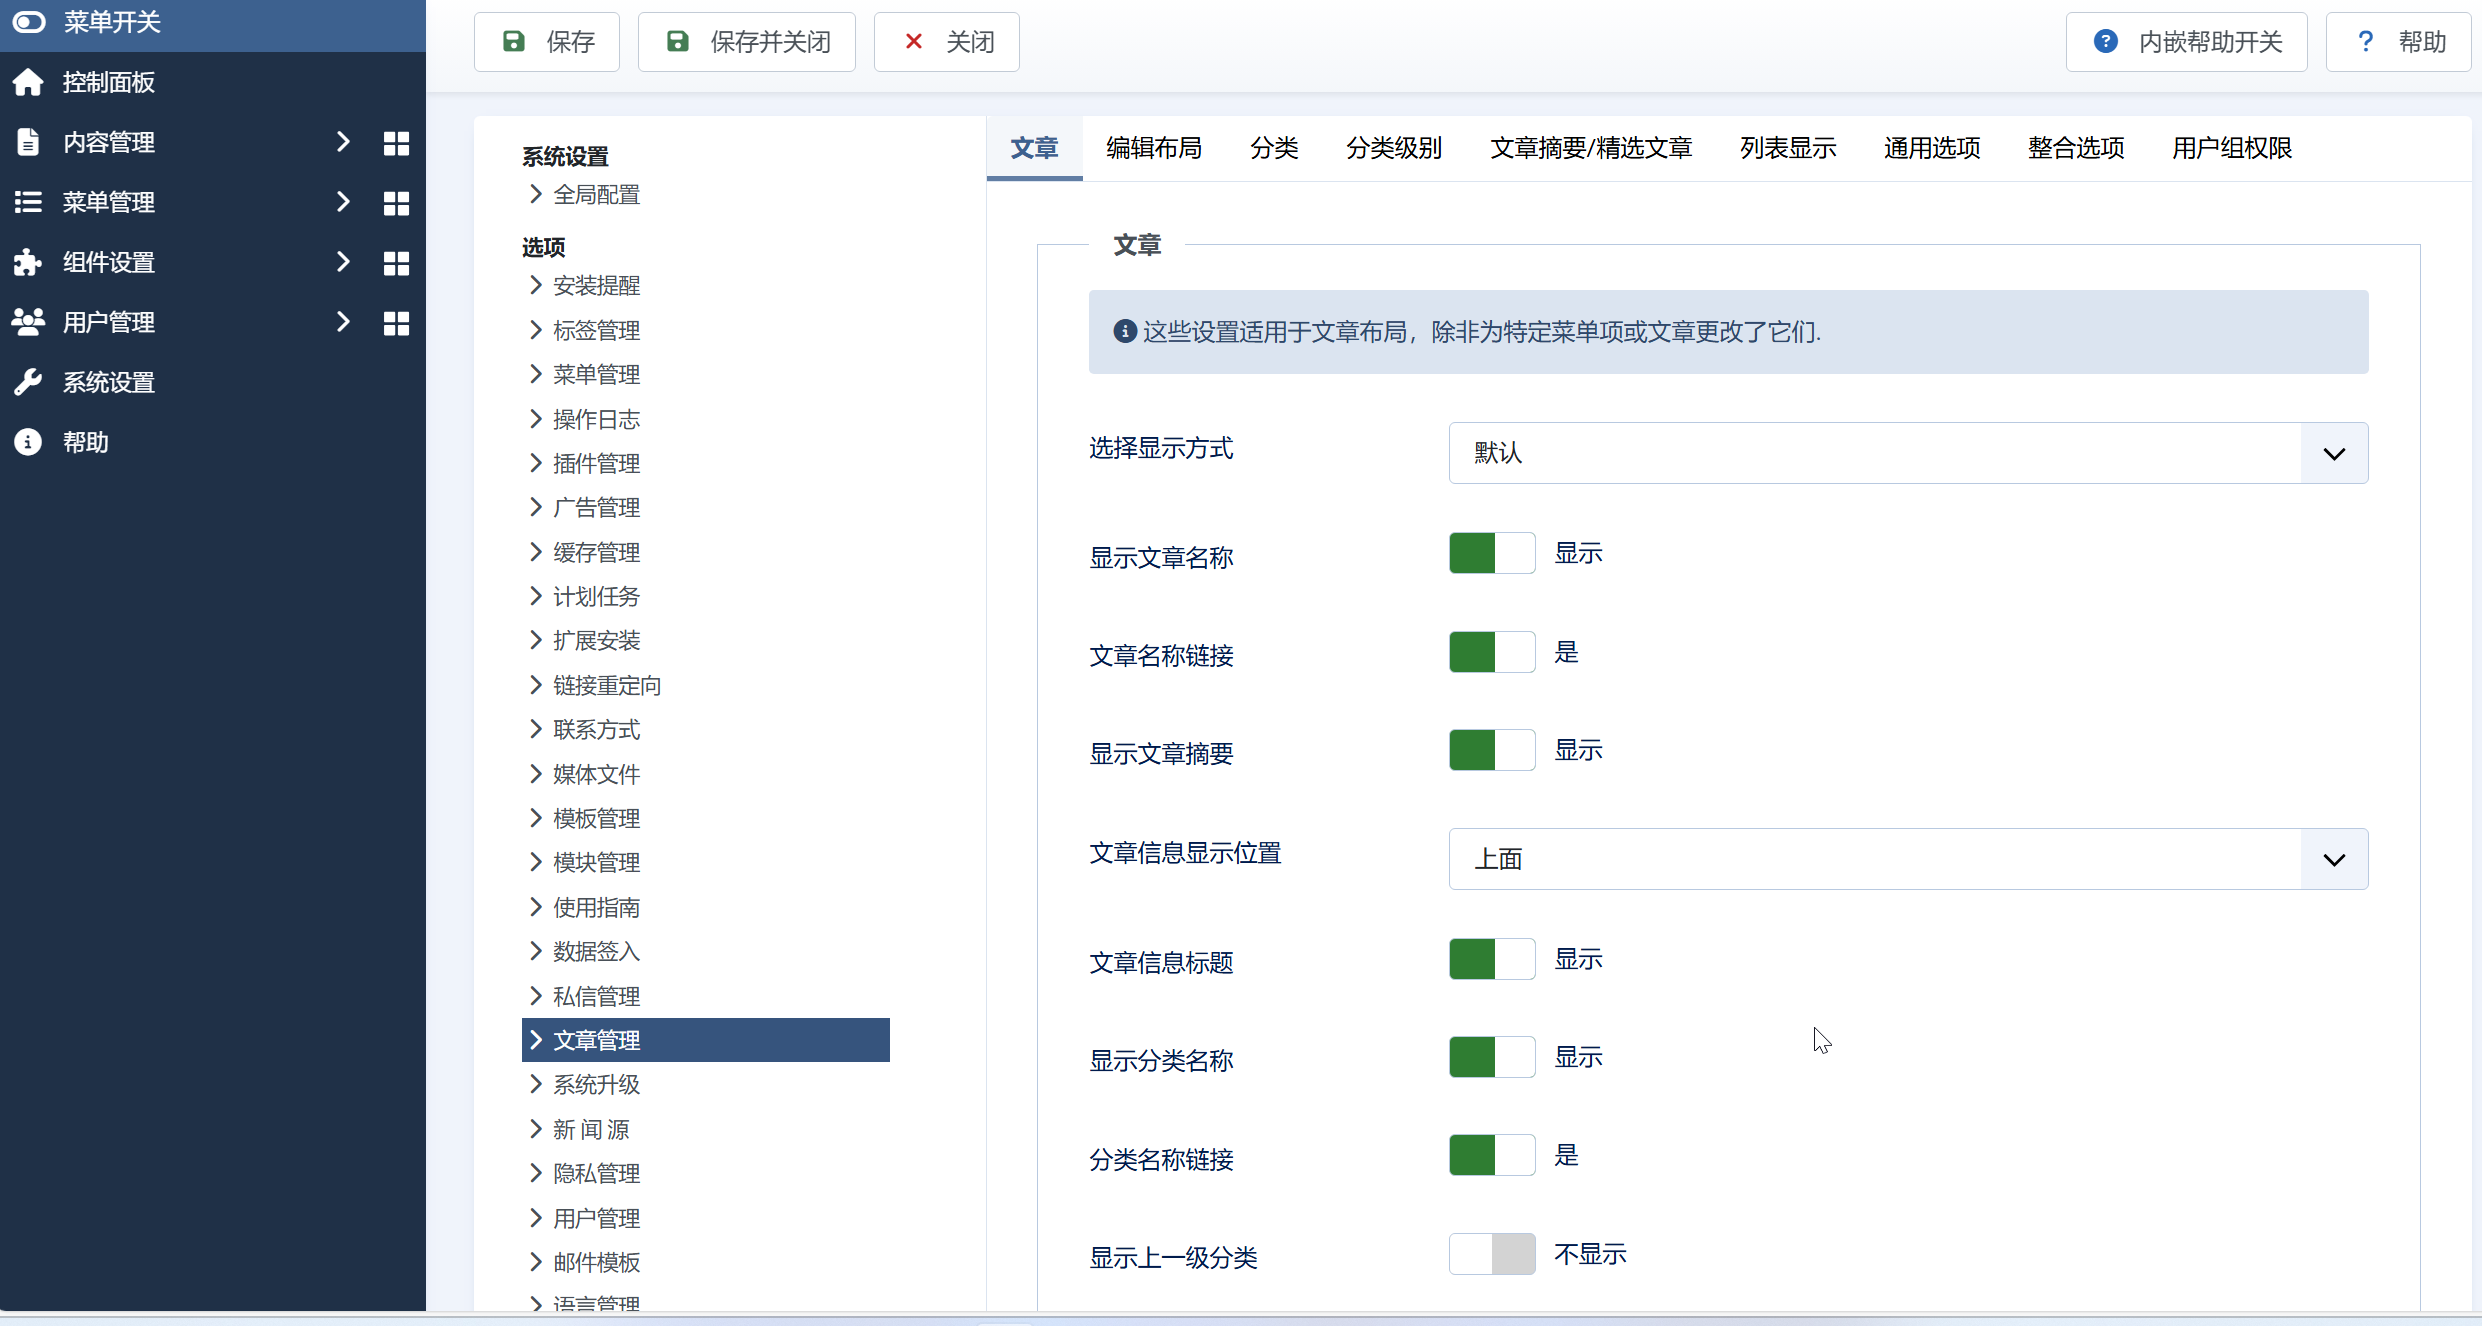 菜单开关
控制面板
内容管理
菜单管理
组件设置
用户管理
系统设置
帮助
保存
保存并关闭
关闭
内嵌帮助开关
帮助
系统设置
全局配置
选项
安装提醒
标签管理
菜单管理
操作日志
插件管理
广告管理
缓存管理
计划任务
扩展安装
链接重定向
联系方式
媒体文件
模板管理
模块管理
使用指南
数据签入
私信管理
文章管理
系统升级
新 闻 源
隐私管理
用户管理
邮件模板
语言管理
文章 编辑布局 分类 分类级别 文章摘要/精选文章 列表显示 通用选项 整合选项 用户组权限
文章
这些设置适用于文章布局，除非为特定菜单项或文章更改了它们.
选择显示方式 默认
显示文章名称 显示
文章名称链接 是
显示文章摘要 显示
文章信息显示位置 上面
文章信息标题 显示
显示分类名称 显示
分类名称链接 是
显示上一级分类 不显示